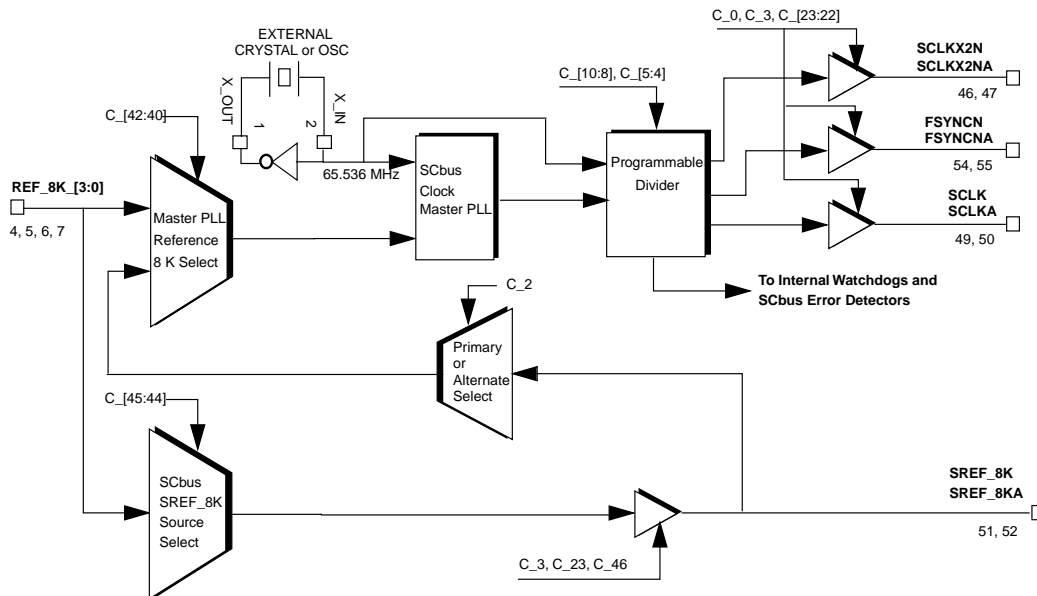 C_0, C_3, C_[23:22]
EXTERNAL
CRYSTAL or OSC
SCLKX2N
SCLKX2NA
46, 47
X_OUT
X_IN
1
2
C_[10:8], C_[5:4]
C_[42:40]
65.536 MHz
FSYNCN
FSYNCNA
54, 55
SCbus
Clock
Master PLL
Programmable
Divider
REF_8K_[3:0]
4, 5, 6, 7
Master PLL
Reference
8 K Select
SCLK
SCLKA
49, 50
To Internal Watchdogs and
SCbus Error Detectors
C_2
Primary
or
Alternate
Select
C_[45:44]
SCbus
SREF_8K
Source
Select
SREF_8K
SREF_8KA
51, 52
C_3, C_23, C_46